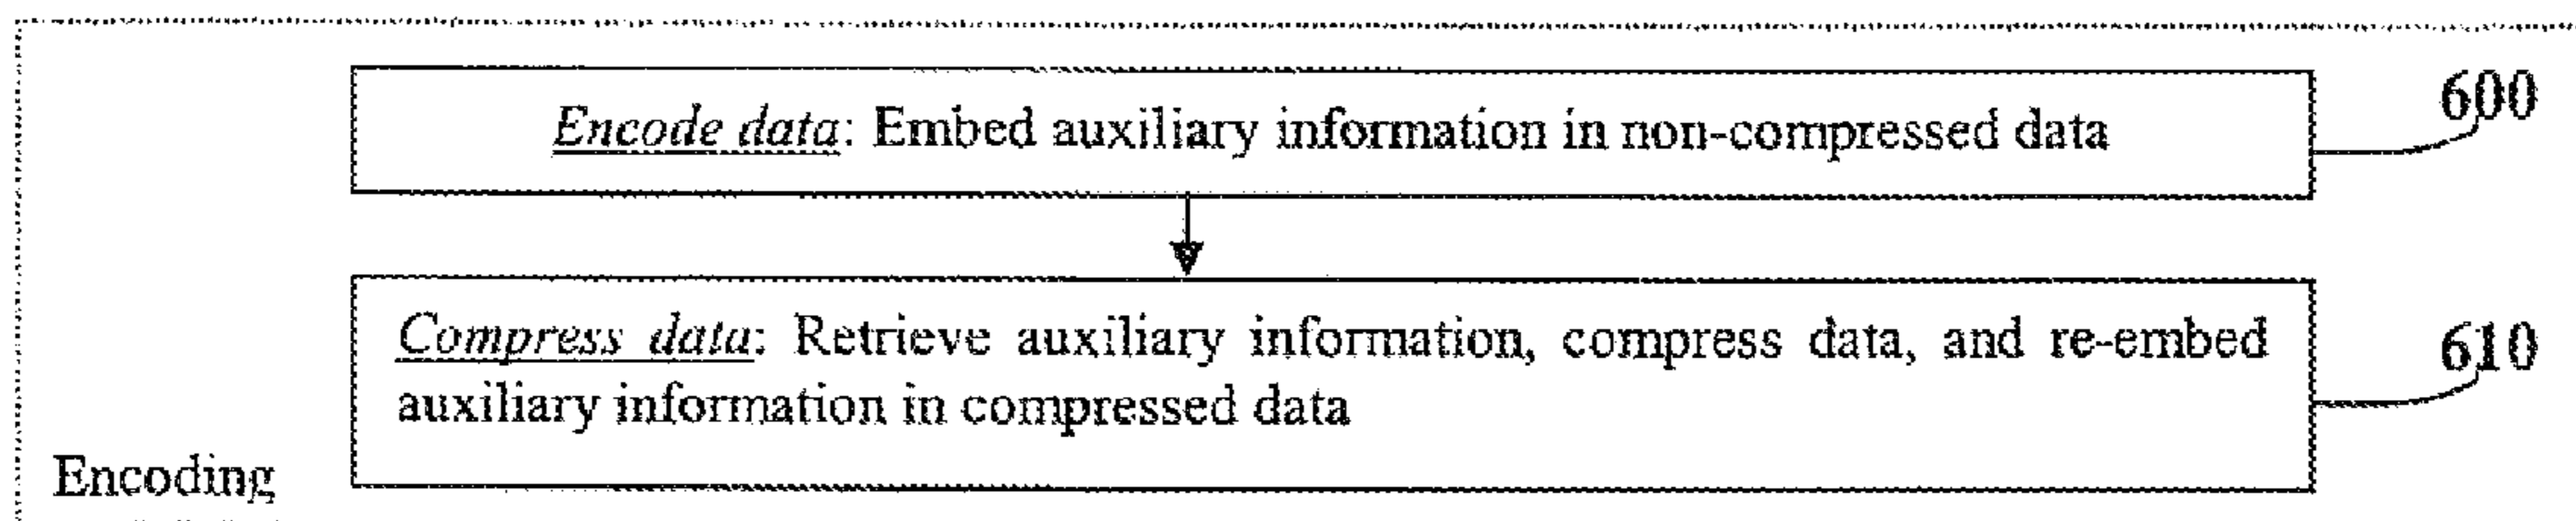 Encode data: Embed auxiliary information in non-compressed data
600
Compress data: Retrieve auxiliary information, compress data, and re-embed
auxiliary information in compressed data
610
Encoding